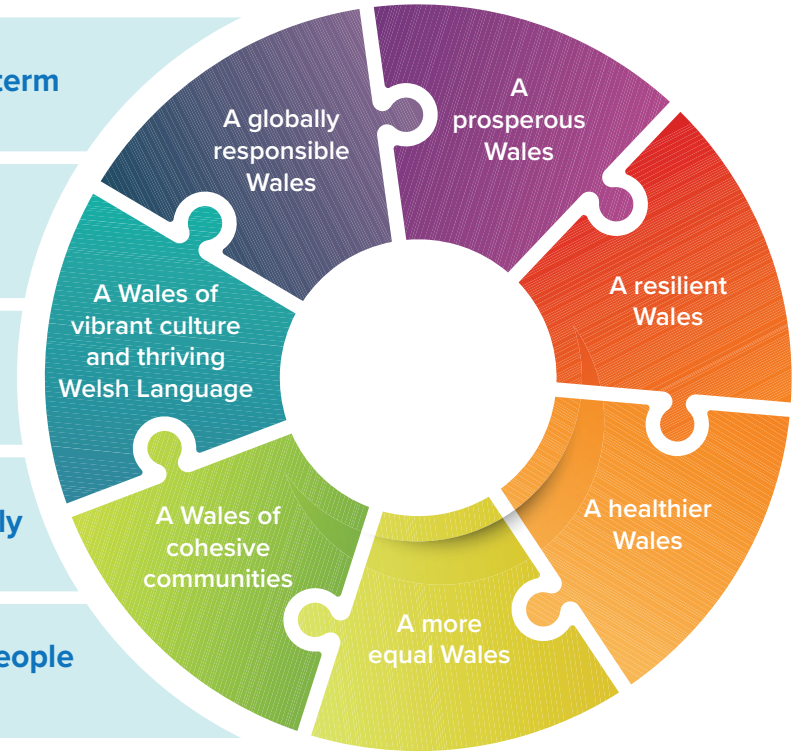 term
ly
eople
A
prosperous
Wales
A resilient
Wales
A healthier
Wales
A more
equal Wales
A Wales of
cohesive
communities
A Wales of
vibrant culture
and thriving
Welsh Language
A globally
responsible
Wales